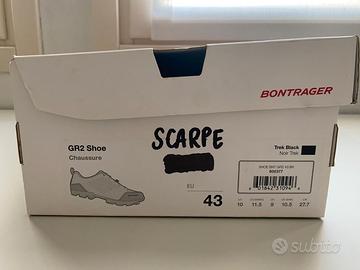 BONTRAGER
GR2 Shoe
Chaussure
SCARPE
Trek Black
Noir Trek
EU
43
10 11.5 9 10.5 27.7
subito